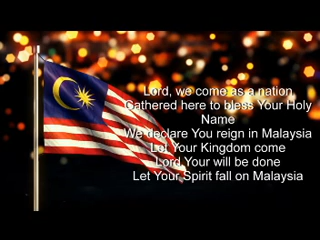 Lord, we come as a nation
Gathered here to bless Your Holy
Name
We declare You reign in Malaysia
Let Your Kingdom come
Lord Your will be done
Let Your Spirit fall on Malaysia